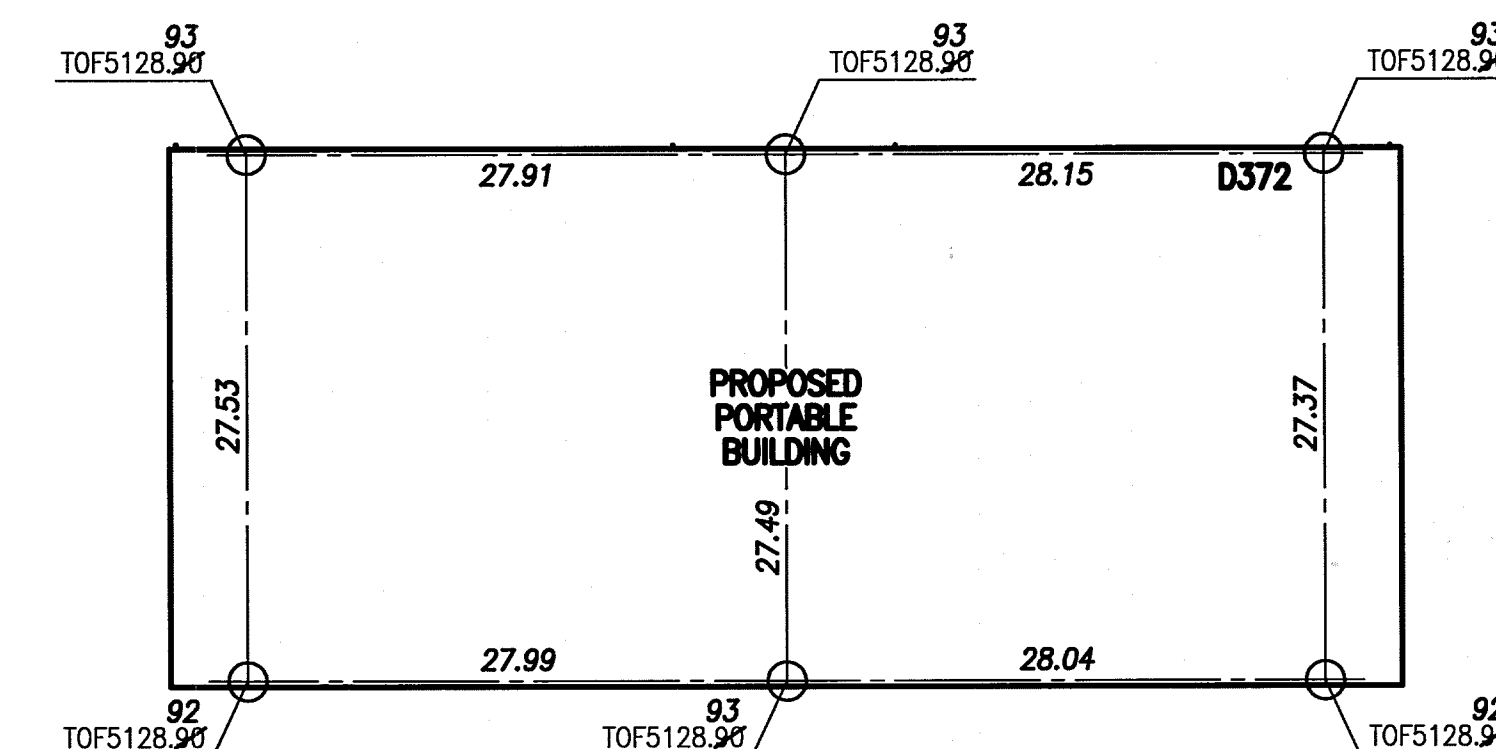 93 93 93
TOF5128.90 TOF5128.90 TOF5128.90
27.91 28.15 D372
27.53 PROPOSED 27.37
PORTABLE
BUILDING
27.49
27.99 28.04
92 93 92
TOF5128.90 TOF5128.90 TOF5128.9